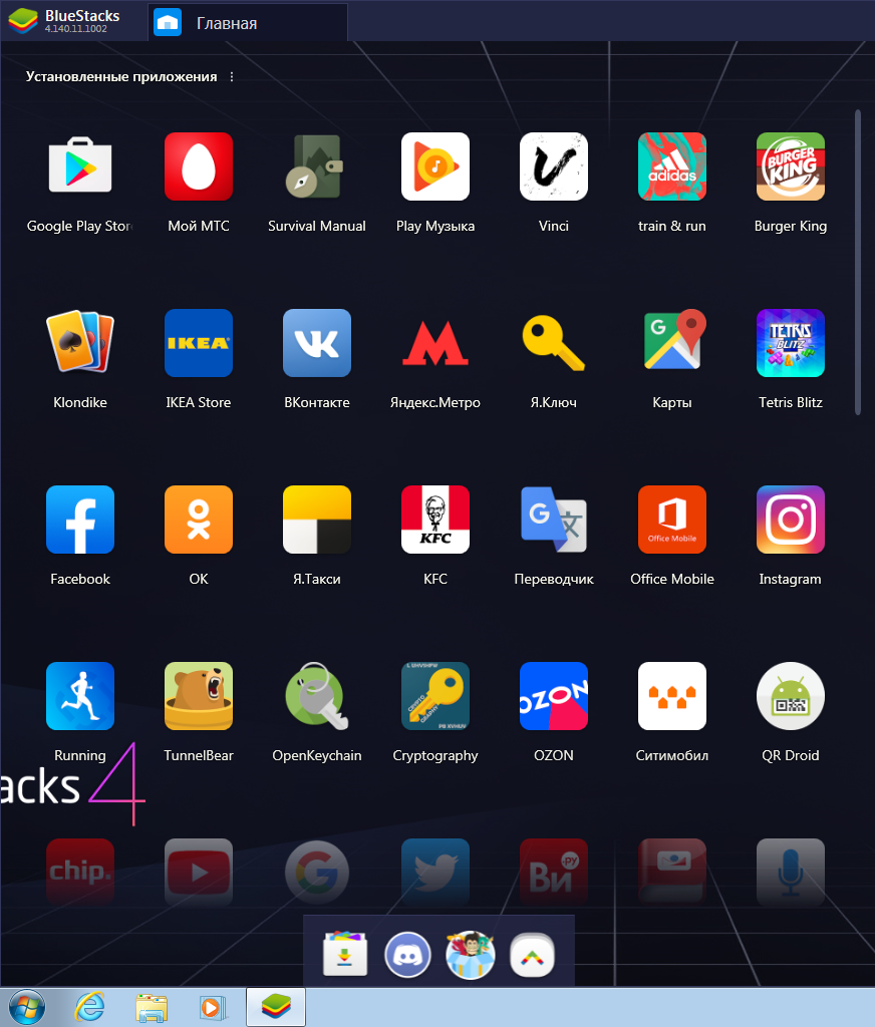 BlueStacks
4.140.11.1002
Главная
Установленные приложения
adidas
BURGER KING
Google Play Stor
Мой МТС
Survival Manual
Play Музыка
Vinci
train & run
Burger King
IKEA
G
TETRIS
BLITZ
Klondike
IKEA Store
ВКонтакте
Яндекс.Метро
Я.Ключ
Карты
Tetris Blitz
KFC
G
Office Mobile
Facebook
OK
Я.Такси
KFC
Переводчик
Office Mobile
Instagram
OZON
Running
TunnelBear
OpenKeychain
Cryptography
OZON
Ситимобил
QR Droid
acks 4
chip.
G
Ви
.РУ